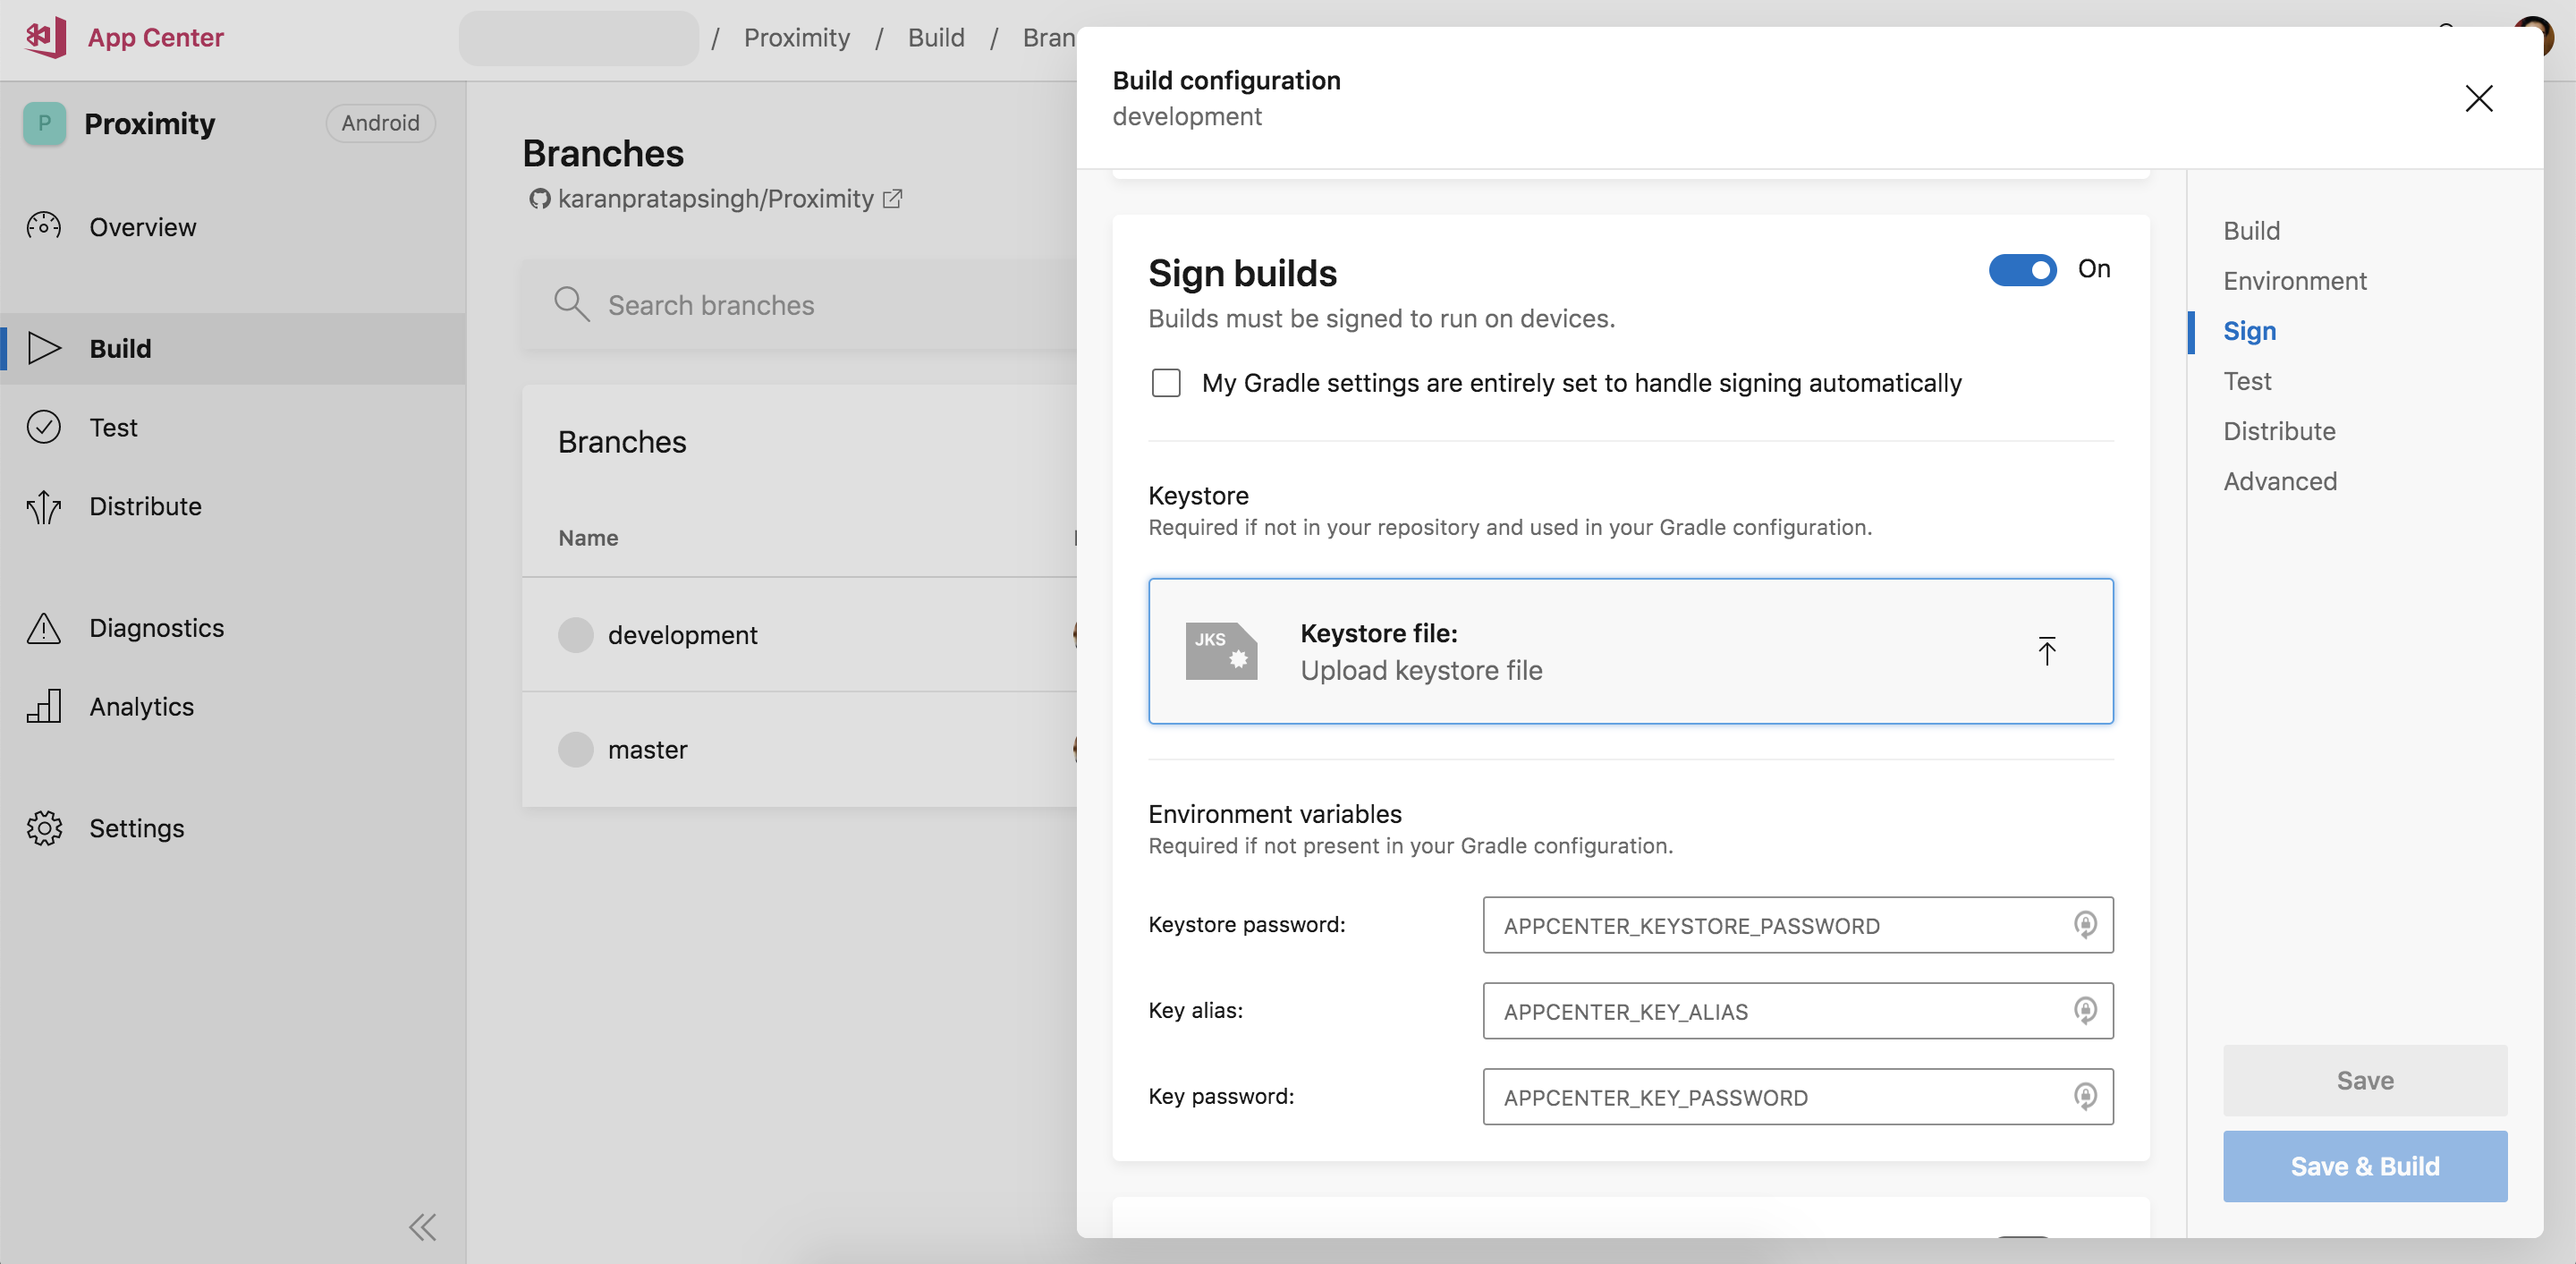 App Center
/ Proximity / Build / Bran
P Proximity Android
Overview
Build
Test
Distribute
Diagnostics
Analytics
Settings
Branches
karanpratapsingh/Proximity
Search branches
Branches
Name
development
master
Build configuration
development
Sign builds
On
Builds must be signed to run on devices.
My Gradle settings are entirely set to handle signing automatically
Keystore
Required if not in your repository and used in your Gradle configuration.
JKS
Keystore file:
Upload keystore file
Environment variables
Required if not present in your Gradle configuration.
Keystore password: APPCENTER_KEYSTORE_PASSWORD
Key alias: APPCENTER_KEY_ALIAS
Key password: APPCENTER_KEY_PASSWORD
Build
Environment
Sign
Test
Distribute
Advanced
Save
Save & Build